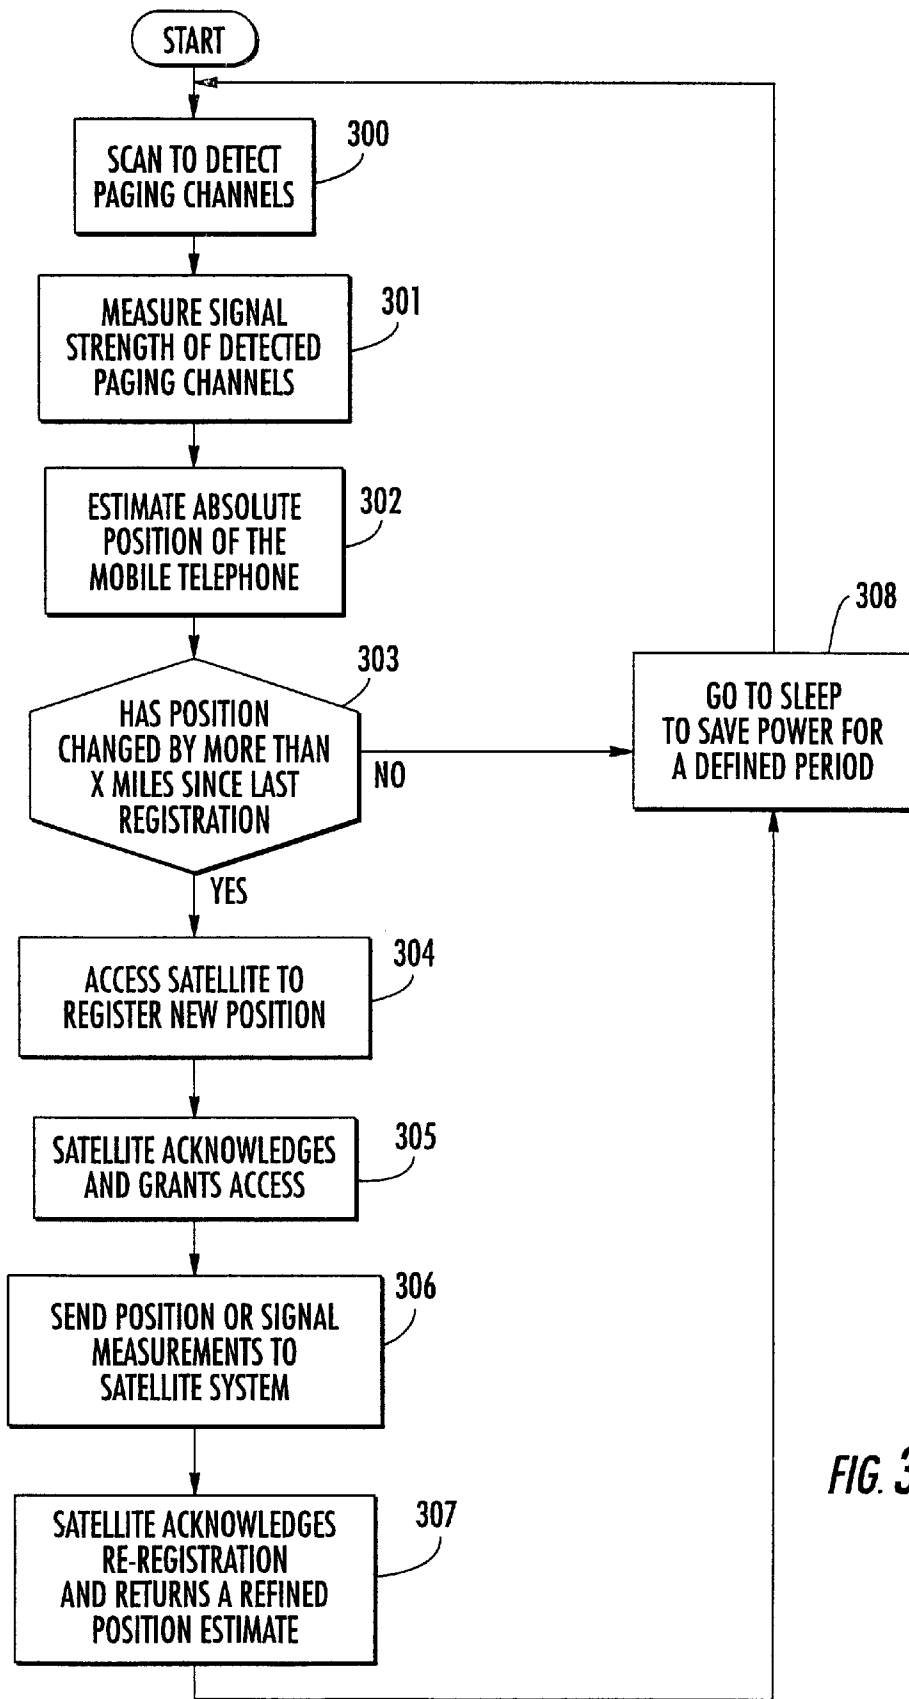 START
300
SCAN TO DETECT
PAGING CHANNELS
301
MEASURE SIGNAL
STRENGTH OF DETECTED
PAGING CHANNELS
302
ESTIMATE ABSOLUTE
POSITION OF THE
MOBILE TELEPHONE
303
HAS POSITION
CHANGED BY MORE THAN
X MILES SINCE LAST
REGISTRATION
NO
YES
308
GO TO SLEEP
TO SAVE POWER FOR
A DEFINED PERIOD
304
ACCESS SATELLITE TO
REGISTER NEW POSITION
305
SATELLITE ACKNOWLEDGES
AND GRANTS ACCESS
306
SEND POSITION OR SIGNAL
MEASUREMENTS TO
SATELLITE SYSTEM
307
SATELLITE ACKNOWLEDGES
RE-REGISTRATION
AND RETURNS A REFINED
POSITION ESTIMATE
FIG. 3